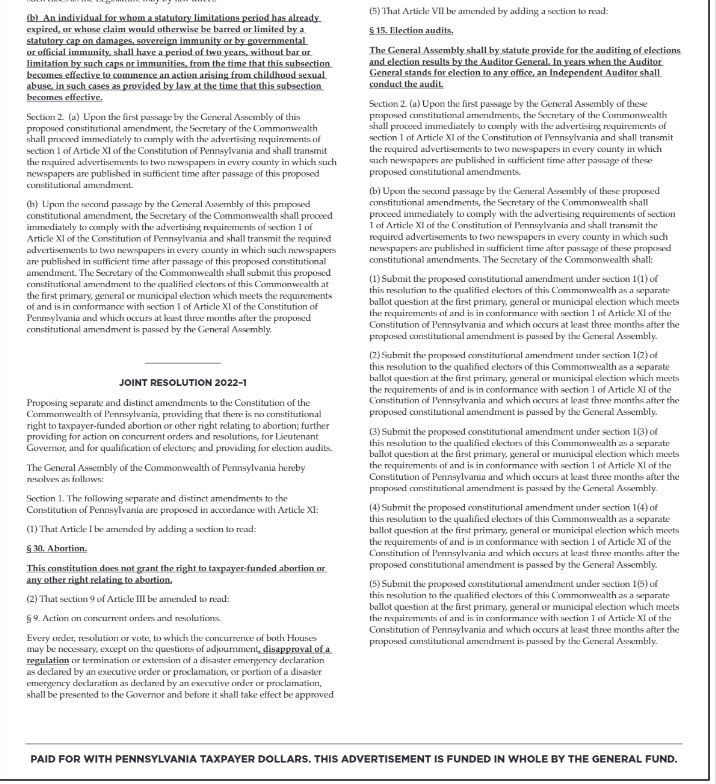 such cases as the Legislature may by law direct.
(b) An individual for whom a statutory limitations period has already
expired, or whose claim would otherwise be barred or limited by a
statutory cap on damages, sovereign immunity or by governmental
or official immunity, shall have a period of two years, without bar or
limitation by such caps or immunities, from the time that this subsection
becomes effective to commence an action arising from childhood sexual
abuse, in such cases as provided by law at the time that this subsection
becomes effective.
Section 2. (a) Upon the first passage by the General Assembly of this
proposed constitutional amendment, the Secretary of the Commonwealth
shall proceed immediately to comply with the advertising requirements of
section 1 of Article XI of the Constitution of Pennsylvania and shall transmit
the required advertisements to two newspapers in every county in which such
newspapers are published in sufficient time after passage of this proposed
constitutional amendment.
(b) Upon the second passage by the General Assembly of this proposed
constitutional amendment, the Secretary of the Commonwealth shall proceed
immediately to comply with the advertising requirements of section 1 of
Article XI of the Constitution of Pennsylvania and shall transmit the required
advertisements to two newspapers in every county in which such newspapers
are published in sufficient time after passage of this proposed constitutional
amendment. The Secretary of the Commonwealth shall submit this proposed
constitutional amendment to the qualified electors of this Commonwealth at
the first primary, general or municipal election which meets the requirements
of and is in conformance with section 1 of Article XI of the Constitution of
Pennsylvania and which occurs at least three months after the proposed
constitutional amendment is passed by the General Assembly.
JOINT RESOLUTION 2022-1
Proposing separate and distinct amendments to the Constitution of the
Commonwealth of Pennsylvania, providing that there is no constitutional
right to taxpayer-funded abortion or other right relating to abortion; further
providing for action on concurrent orders and resolutions, for Lieutenant
Governor, and for qualification of electors; and providing for election audits.
The General Assembly of the Commonwealth of Pennsylvania hereby
resolves as follows:
Section 1. The following separate and distinct amendments to the
Constitution of Pennsylvania are proposed in accordance with Article XI:
(1) That Article I be amended by adding a section to read:
§ 30. Abortion.
This constitution does not grant the right to taxpayer-funded abortion or
any other right relating to abortion.
(2) That section 9 of Article III be amended to read:
§ 9. Action on concurrent orders and resolutions.
Every order, resolution or vote, to which the concurrence of both Houses
may be necessary, except on the questions of adjournment, disapproval of a
regulation or termination or extension of a disaster emergency declaration
as declared by an executive order or proclamation, or portion of a disaster
emergency declaration as declared by an executive order or proclamation,
shall be presented to the Governor and before it shall take effect be approved
(5) That Article VII be amended by adding a section to read:
§ 15. Election audits.
The General Assembly shall by statute provide for the auditing of elections
and election results by the Auditor General. In years when the Auditor
General stands for election to any office, an Independent Auditor shall
conduct the audit.
Section 2. (a) Upon the first passage by the General Assembly of these
proposed constitutional amendments, the Secretary of the Commonwealth
shall proceed immediately to comply with the advertising requirements of
section 1 of Article XI of the Constitution of Pennsylvania and shall transmit
the required advertisements to two newspapers in every county in which
such newspapers are published in sufficient time after passage of these
proposed constitutional amendments.
(b) Upon the second passage by the General Assembly of these proposed
constitutional amendments, the Secretary of the Commonwealth shall
proceed immediately to comply with the advertising requirements of section
1 of Article XI of the Constitution of Pennsylvania and shall transmit the
required advertisements to two newspapers in every county in which such
newspapers are published in sufficient time after passage of these proposed
constitutional amendments. The Secretary of the Commonwealth shall:
(1) Submit the proposed constitutional amendment under section 1(1) of
this resolution to the qualified electors of this Commonwealth as a separate
ballot question at the first primary, general or municipal election which meets
the requirements of and is in conformance with section 1 of Article XI of the
Constitution of Pennsylvania and which occurs at least three months after the
proposed constitutional amendment is passed by the General Assembly.
(2) Submit the proposed constitutional amendment under section 1(2) of
this resolution to the qualified electors of this Commonwealth as a separate
ballot question at the first primary, general or municipal election which meets
the requirements of and is in conformance with section 1 of Article XI of the
Constitution of Pennsylvania and which occurs at least three months after the
proposed constitutional amendment is passed by the General Assembly.
(3) Submit the proposed constitutional amendment under section 1(3) of
this resolution to the qualified electors of this Commonwealth as a separate
ballot question at the first primary, general or municipal election which meets
the requirements of and is in conformance with section 1 of Article XI of the
Constitution of Pennsylvania and which occurs at least three months after the
proposed constitutional amendment is passed by the General Assembly.
(4) Submit the proposed constitutional amendment under section 1(4) of
this resolution to the qualified electors of this Commonwealth as a separate
ballot question at the first primary, general or municipal election which meets
the requirements of and is in conformance with section 1 of Article XI of the
Constitution of Pennsylvania and which occurs at least three months after the
proposed constitutional amendment is passed by the General Assembly.
(5) Submit the proposed constitutional amendment under section 1(5) of
this resolution to the qualified electors of this Commonwealth as a separate
ballot question at the first primary, general or municipal election which meets
the requirements of and is in conformance with section 1 of Article XI of the
Constitution of Pennsylvania and which occurs at least three months after the
proposed constitutional amendment is passed by the General Assembly.
PAID FOR WITH PENNSYLVANIA TAXPAYER DOLLARS. THIS ADVERTISEMENT IS FUNDED IN WHOLE BY THE GENERAL FUND.